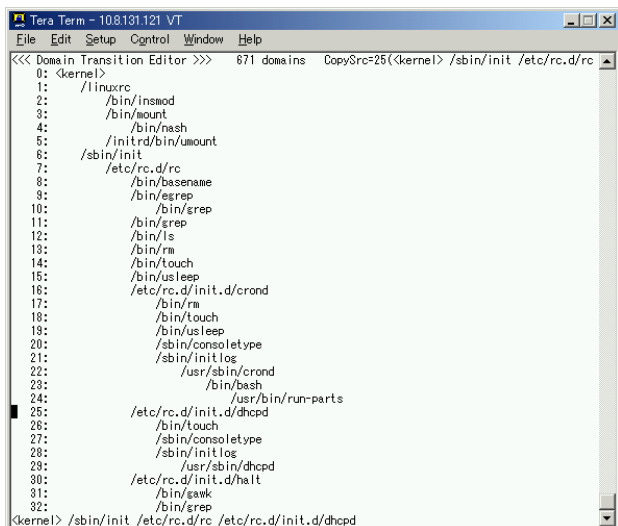 Tera Term - 10.8.131.121 VT
File Edit Setup Control Window Help
<<< Domain Transition Editor >>> 671 domains CopySrc=25(<kernel> /sbin/init /etc/rc.d/rc
0: <kernel>
1: /linuxrc
2: /bin/insmod
3: /bin/mount
4: /bin/nash
5: /initrd/bin/umount
6: /sbin/init
7: /etc/rc.d/rc
8: /bin/basename
9: /bin/egrep
10: /bin/grep
11: /bin/grep
12: /bin/ls
13: /bin/rm
14: /bin/touch
15: /bin/usleep
16: /etc/rc.d/init.d/crond
17: /bin/rm
18: /bin/touch
19: /bin/usleep
20: /sbin/consoletype
21: /sbin/initlog
22: /usr/sbin/crond
23: /bin/bash
24: /usr/bin/run-parts
25: /etc/rc.d/init.d/dhcpd
26: /bin/touch
27: /sbin/consoletype
28: /sbin/initlog
29: /usr/sbin/dhcpd
30: /etc/rc.d/init.d/halt
31: /bin/gawk
32: /bin/grep
<kernel> /sbin/init /etc/rc.d/rc /etc/rc.d/init.d/dhcpd